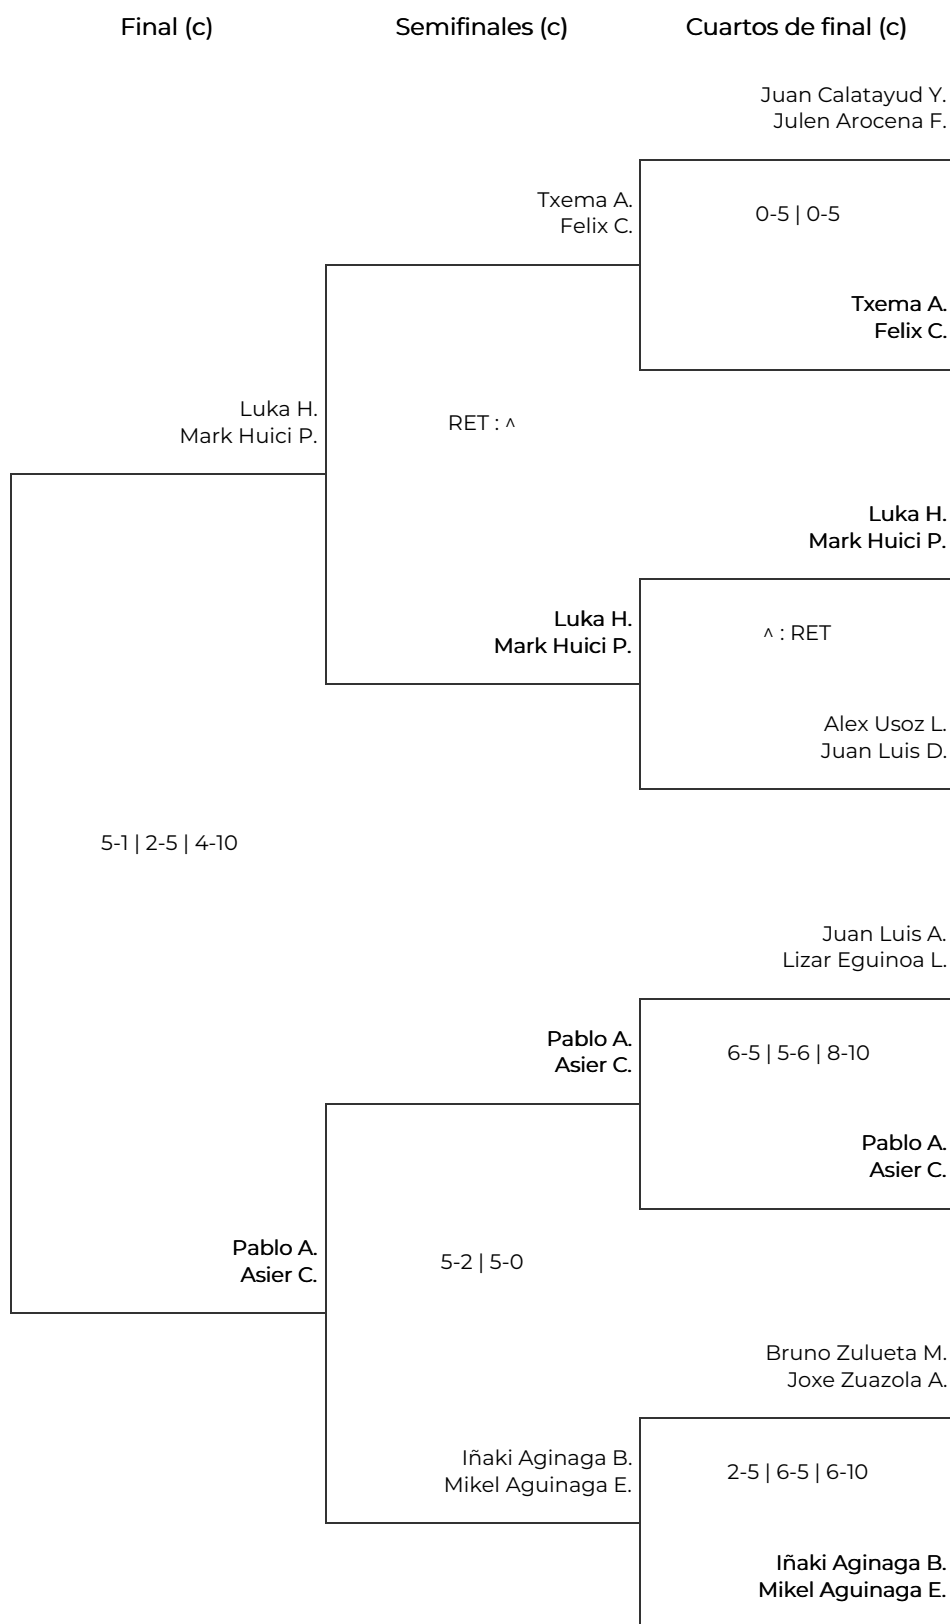 Final (c)
Semifinales (c)
Cuartos de final (c)
Juan Calatayud Y.
Julen Arocena F.
Txema A.
Felix C.
0-5 | 0-5
Txema A.
Felix C.
Luka H.
Mark Huici P.
RET : ^
Luka H.
Mark Huici P.
Luka H.
Mark Huici P.
^ : RET
Alex Usoz L.
Juan Luis D.
5-1 | 2-5 | 4-10
Juan Luis A.
Lizar Eguinoa L.
Pablo A.
Asier C.
6-5 | 5-6 | 8-10
Pablo A.
Asier C.
Pablo A.
Asier C.
5-2 | 5-0
Bruno Zulueta M.
Joxe Zuazola A.
Iñaki Aginaga B.
Mikel Aguinaga E.
2-5 | 6-5 | 6-10
Iñaki Aginaga B.
Mikel Aguinaga E.